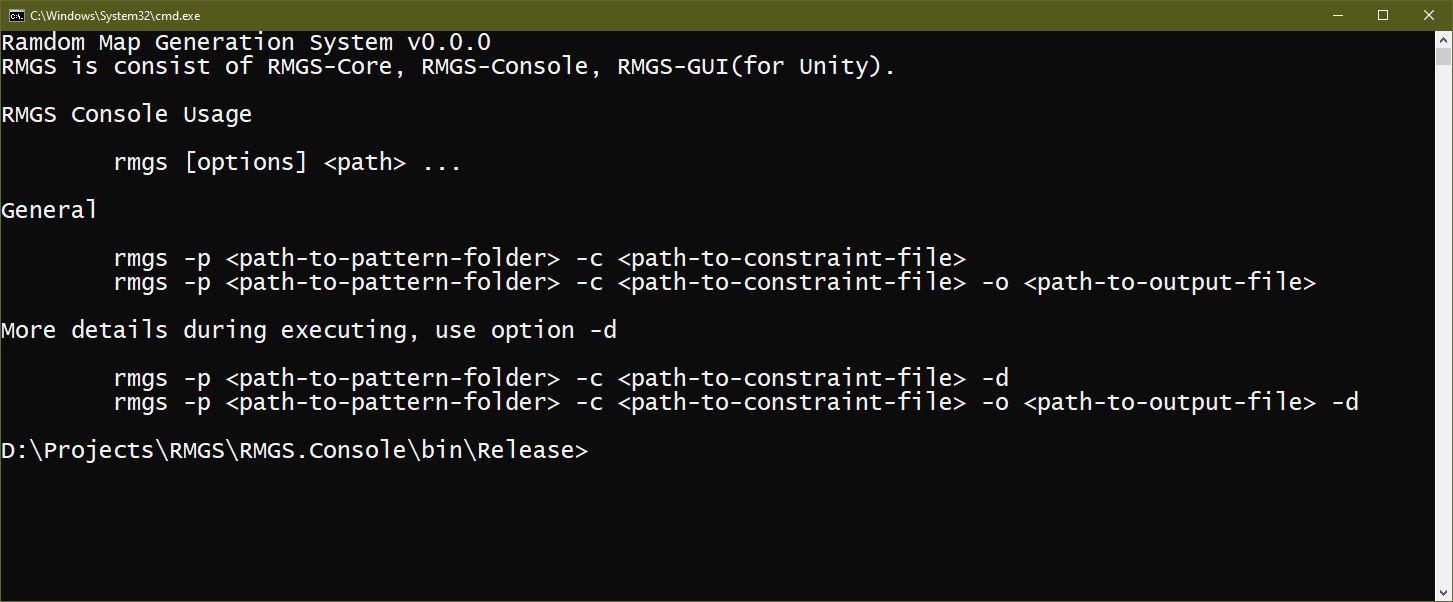 C:\Windows\System32\cmd.exe
Ramdom Map Generation System v0.0.0
RMGS is consist of RMGS-Core, RMGS-Console, RMGS-GUI(for Unity).
RMGS Console Usage
rmgs [options] <path> ...
General
rmgs -p <path-to-pattern-folder> -c <path-to-constraint-file>
rmgs -p <path-to-pattern-folder> -c <path-to-constraint-file> -o <path-to-output-file>
More details during executing, use option -d
rmgs -p <path-to-pattern-folder> -c <path-to-constraint-file> -d
rmgs -p <path-to-pattern-folder> -c <path-to-constraint-file> -o <path-to-output-file> -d
D:\Projects\RMGS\RMGS.Console\bin\Release>